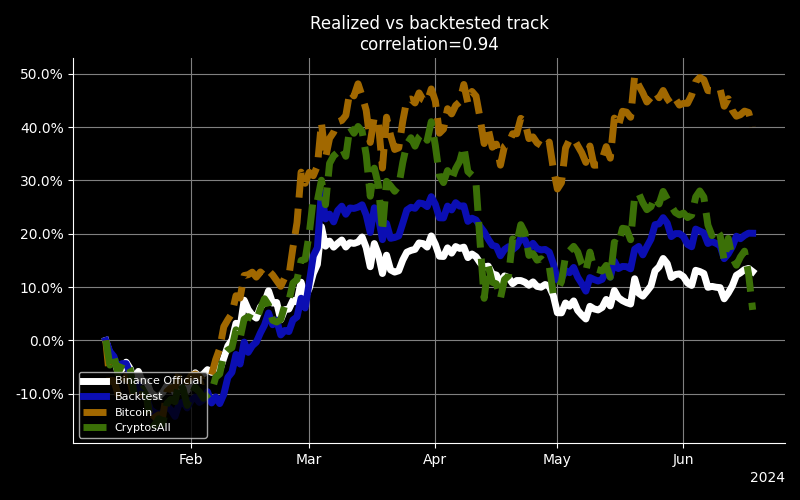 Realized vs backtested track
correlation=0.94
50.0%
40.0%
30.0%
20.0%
10.0%
0.0%
-10.0%
Binance Official
Backtest
Bitcoin
CryptosAll
Feb Mar Apr May Jun
2024